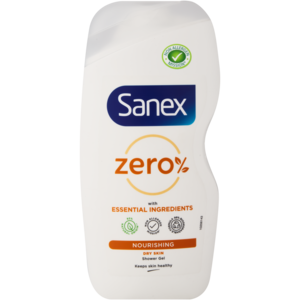 Sanex
zero%
with
ESSENTIAL INGREDIENTS
NOURISHING
DRY SKIN
Shower Gel
Keeps skin healthy